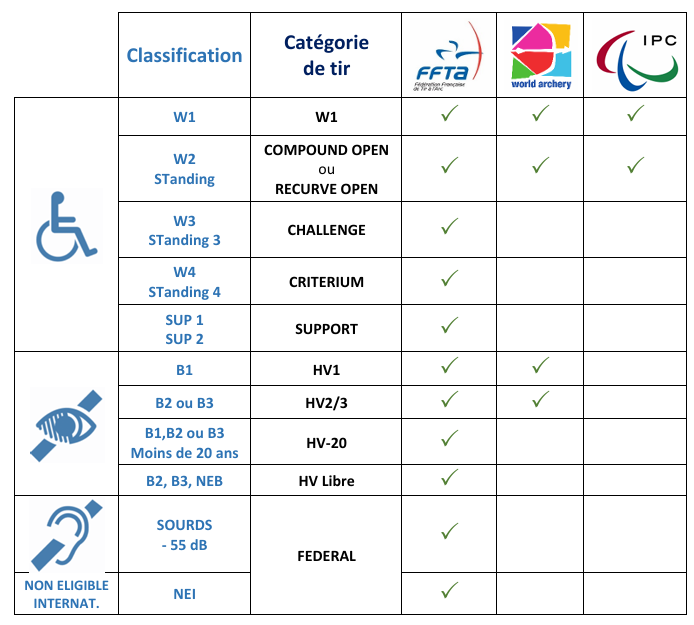 Classification
Catégorie
de tir
FFTA
Fédération Française
de Tir à l'Arc
world archery
IPC
W1
W1
W2
STanding
COMPOUND OPEN
ou
RECURVE OPEN
W3
STanding 3
CHALLENGE
W4
STanding 4
CRITERIUM
SUP 1
SUP 2
SUPPORT
B1
HV1
B2 ou B3
HV2/3
B1,B2 ou B3
Moins de 20 ans
HV-20
B2, B3, NEB
HV Libre
SOURDS
- 55 dB
FEDERAL
NON ELIGIBLE
INTERNAT.
NEI